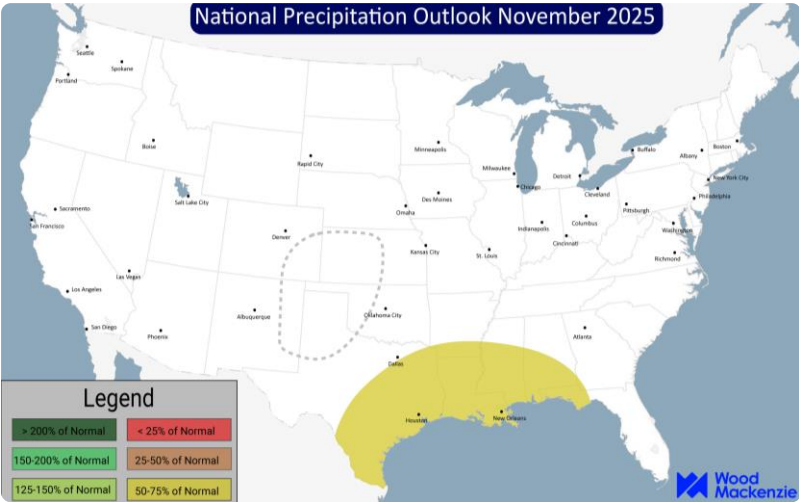 National Precipitation Outlook November 2025
Seattle
Spokane
Portland
Boise
Rapid City
Minneapolis
Milwaukee
Chicago
Detroit
Buffalo
Albany
Boston
New York City
Philadelphia
Cleveland
Pittsburgh
Washington
Richmond
Columbus
Cincinnati
Indianapolis
Des Moines
Omaha
Kansas City
St. Louis
Salt Lake City
Denver
Sacramento
San Francisco
Las Vegas
Los Angeles
San Diego
Phoenix
Albuquerque
Oklahoma City
Dallas
Houston
New Orleans
Atlanta
Legend
> 200% of Normal
< 25% of Normal
150-200% of Normal
25-50% of Normal
125-150% of Normal
50-75% of Normal
Wood
Mackenzie